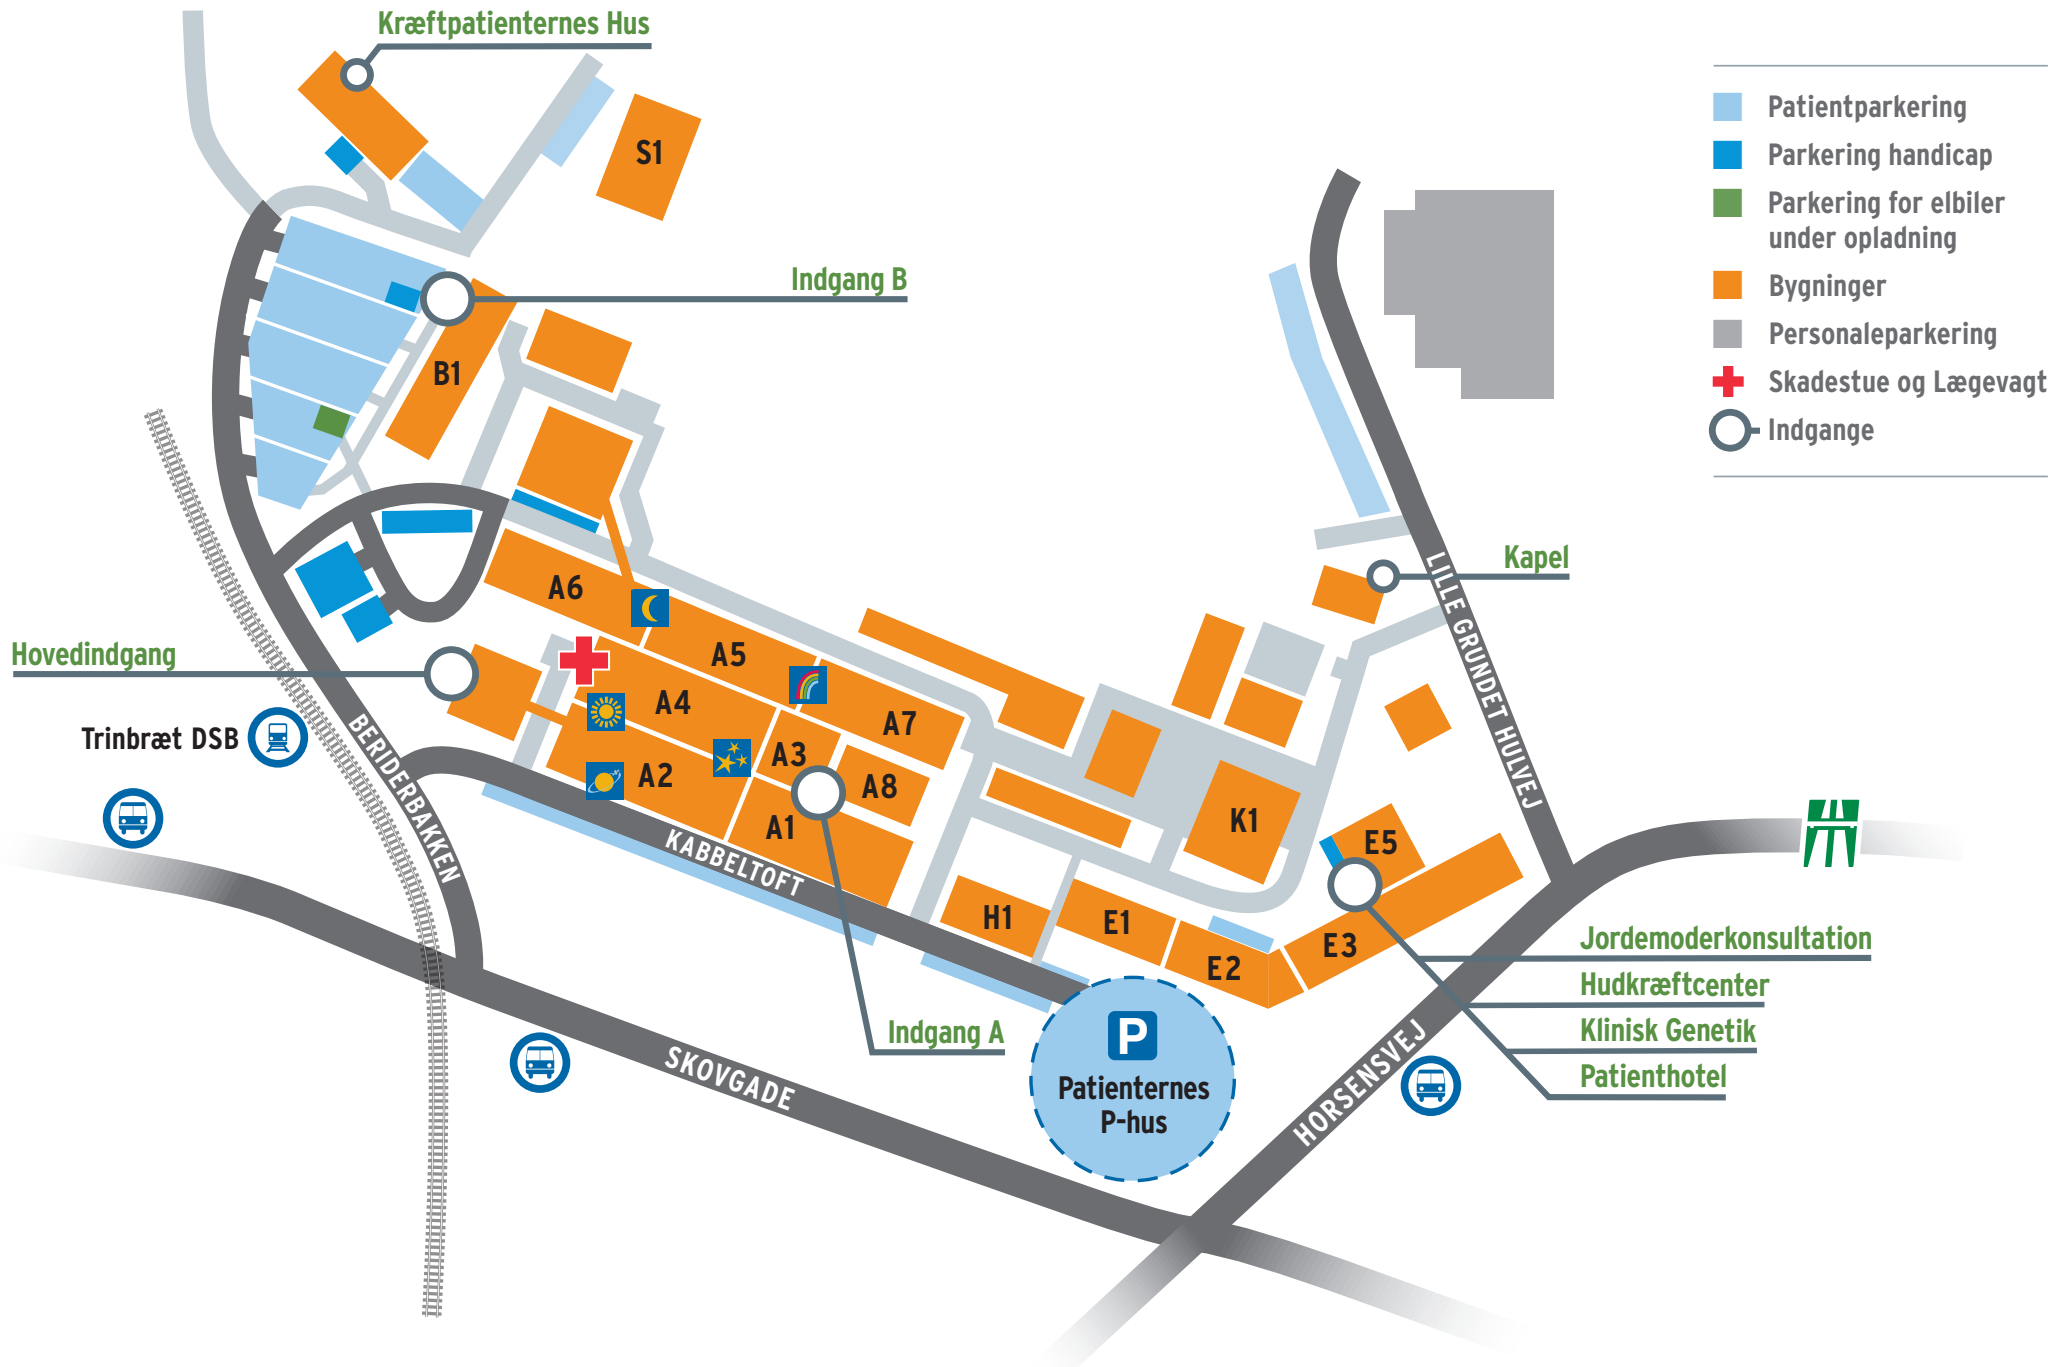 Kræftpatienternes Hus
S1
Patientparkering
Parkering handicap
Parkering for elbiler
under opladning
Bygninger
Personaleparkering
Skadestue og Lægevagt
Indgange
Indgang B
B1
Kapel
LILLE GRUNDET HULVEJ
A6
A5
A4
A7
A3
A2
A8
A1
Hovedindgang
Trinbræt DSB
BERIDERBAKKEN
KABBELTOFT
K1
E5
H1
E1
E2
E3
Indgang A
Jordemoderkonsultation
Hudkræftcenter
Klinisk Genetik
Patienthotel
P
Patienternes
P-hus
SKOVGADE
HORSENSVEJ